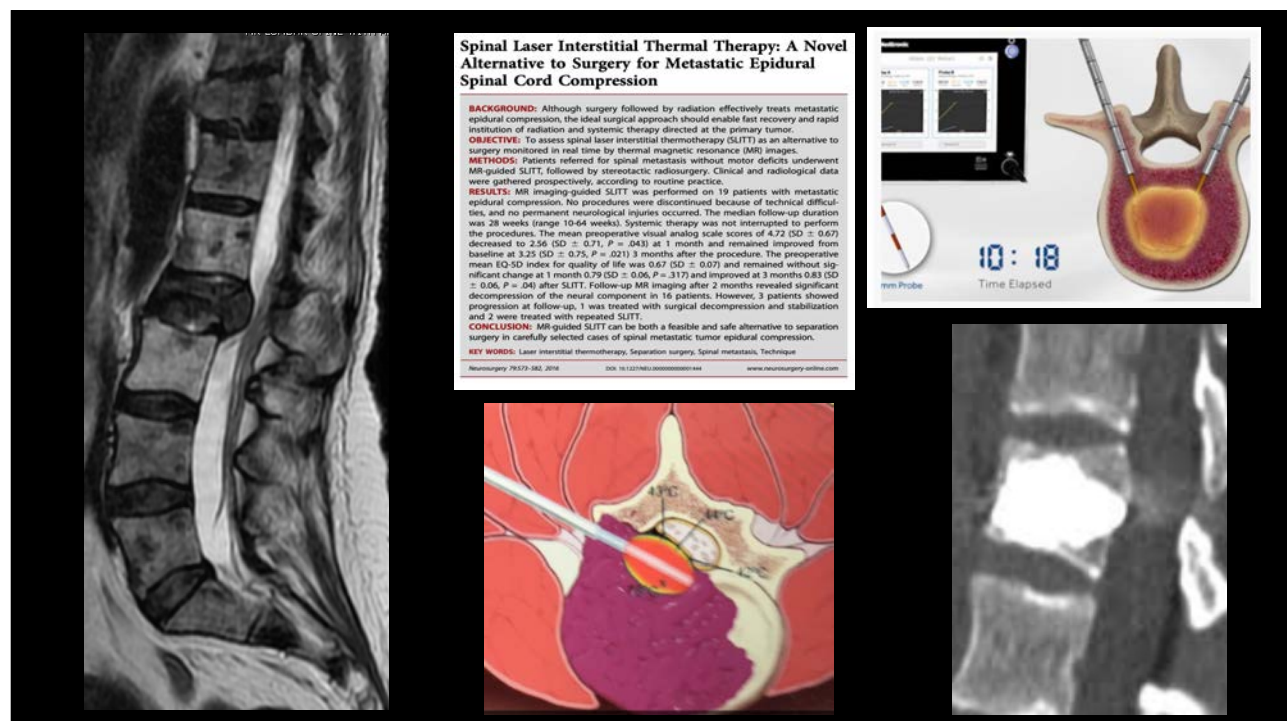 Spinal Laser Interstitial Thermal Therapy: A Novel
Alternative to Surgery for Metastatic Epidural
Spinal Cord Compression
BACKGROUND: Although surgery followed by radiation effectively treats metastatic
epidural compression, the ideal surgical approach should enable fast recovery and rapid
institution of radiation and systemic therapy directed at the primary tumor.
OBJECTIVE: To assess spinal laser interstitial thermotherapy (SLITT) as an alternative to
surgery monitored in real time by thermal magnetic resonance (MR) images.
METHODS: Patients referred for spinal metastasis without motor deficits underwent
MR-guided SLITT, followed by stereotactic radiosurgery. Clinical and radiological data
were gathered prospectively, according to routine practice.
RESULTS: MR imaging-guided SLITT was performed on 19 patients with metastatic
epidural compression. No procedures were discontinued because of technical difficul-
ties, and no permanent neurological injuries occurred. The median follow-up duration
was 28 weeks (range 10-64 weeks). Systemic therapy was not interrupted to perform
the procedures. The mean preoperative visual analog scale scores of 4.72 (SD ± 0.67)
decreased to 2.56 (SD ± 0.71, P = .043) at 1 month and remained improved from
baseline at 3.25 (SD ± 0.75, P = .021) 3 months after the procedure. The preoperative
mean EQ-5D index for quality of life was 0.67 (SD ± 0.07) and remained without sig-
nificant change at 1 month 0.79 (SD ± 0.06, P = .317) and improved at 3 months 0.83 (SD
± 0.06, P = .04) after SLITT. Follow-up MR imaging after 2 months revealed significant
decompression of the neural component in 16 patients. However, 3 patients showed
progression at follow-up, 1 was treated with surgical decompression and stabilization
and 2 were treated with repeated SLITT.
CONCLUSION: MR-guided SLITT can be both a feasible and safe alternative to separation
surgery in carefully selected cases of spinal metastatic tumor epidural compression.
KEY WORDS: Laser interstitial thermotherapy, Separation surgery, Spinal metastasis, Technique
Neurosurgery 79:573–582, 2016
www.neurosurgery-online.com
10:18
Time Elapsed
mm Probe
43°C
44°C
42°C